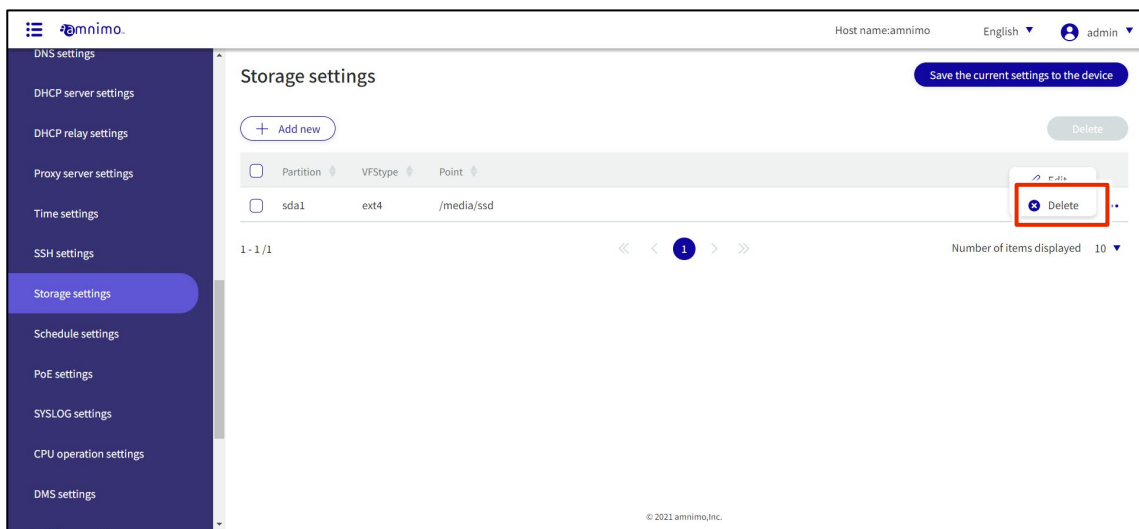 amnimo
Host name:amnimo
English
admin
DNS settings
DHCP server settings
DHCP relay settings
Proxy server settings
Time settings
SSH settings
Storage settings
Schedule settings
PoE settings
SYSLOG settings
CPU operation settings
DMS settings
Storage settings
Save the current settings to the device
+ Add new
Delete
Partition VFStype Point
Edit
sda1 ext4 /media/ssd
Delete
1 - 1 /1
« < 1 > »
Number of items displayed 10
© 2021 amnimo,Inc.